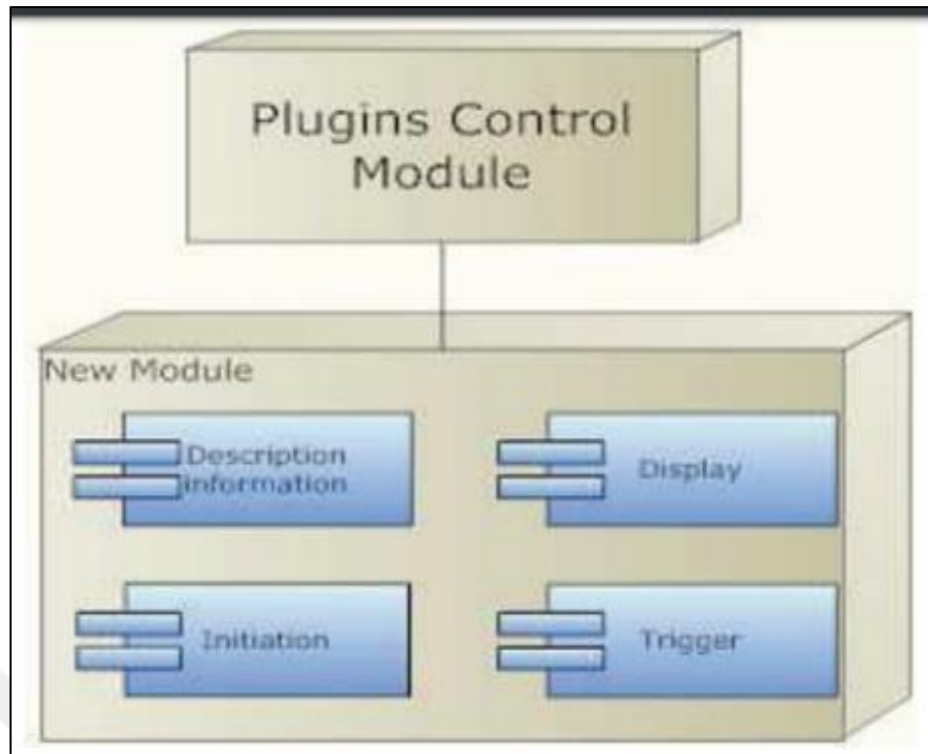 Plugins Control
Module
New Module
Description
information
Display
Initiation
Trigger